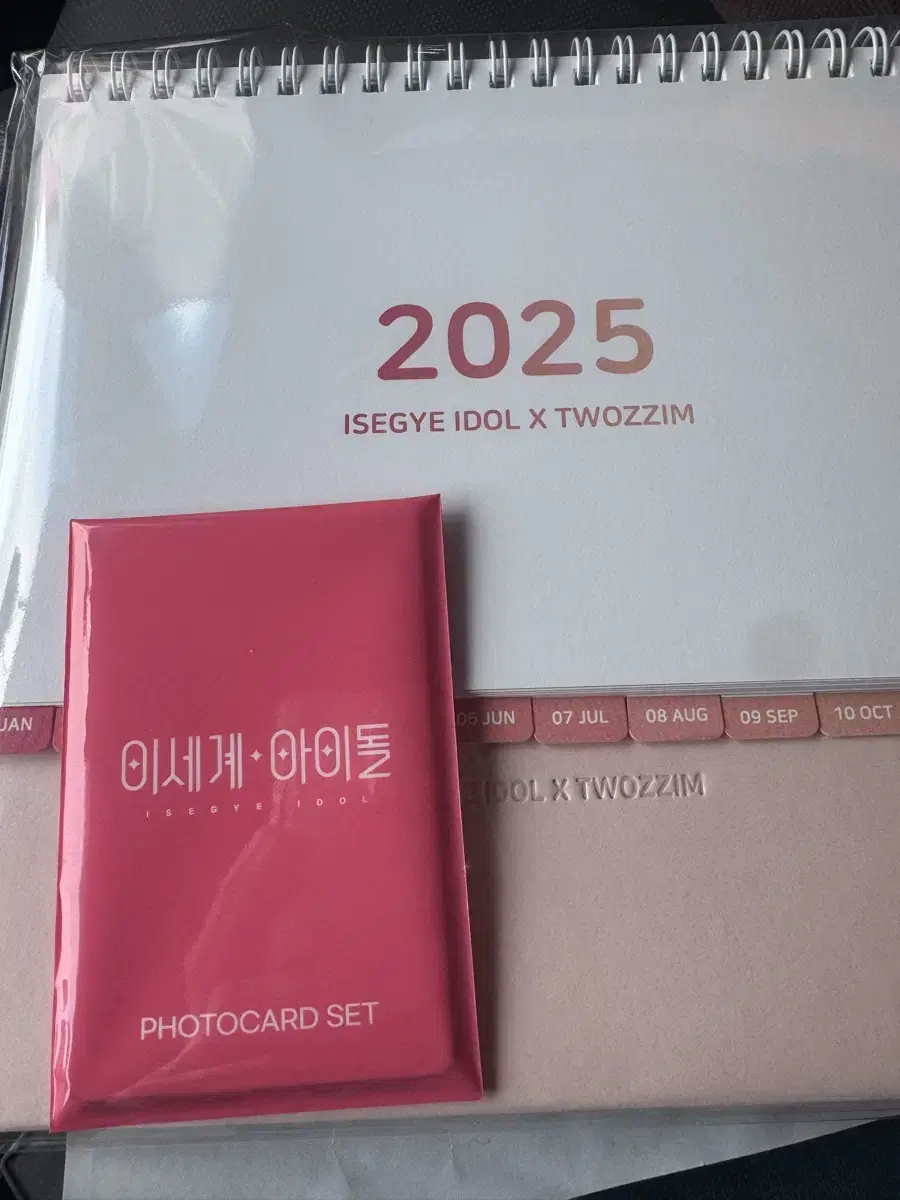 2025
ISEGYE IDOL X TWOZZIM
JAN
JUN
07 JUL
08 AUG
09 SEP
10 OCT
IDOL X TWOZZIM
이세계 아이돌
ISEGYE IDOL
PHOTOCARD SET